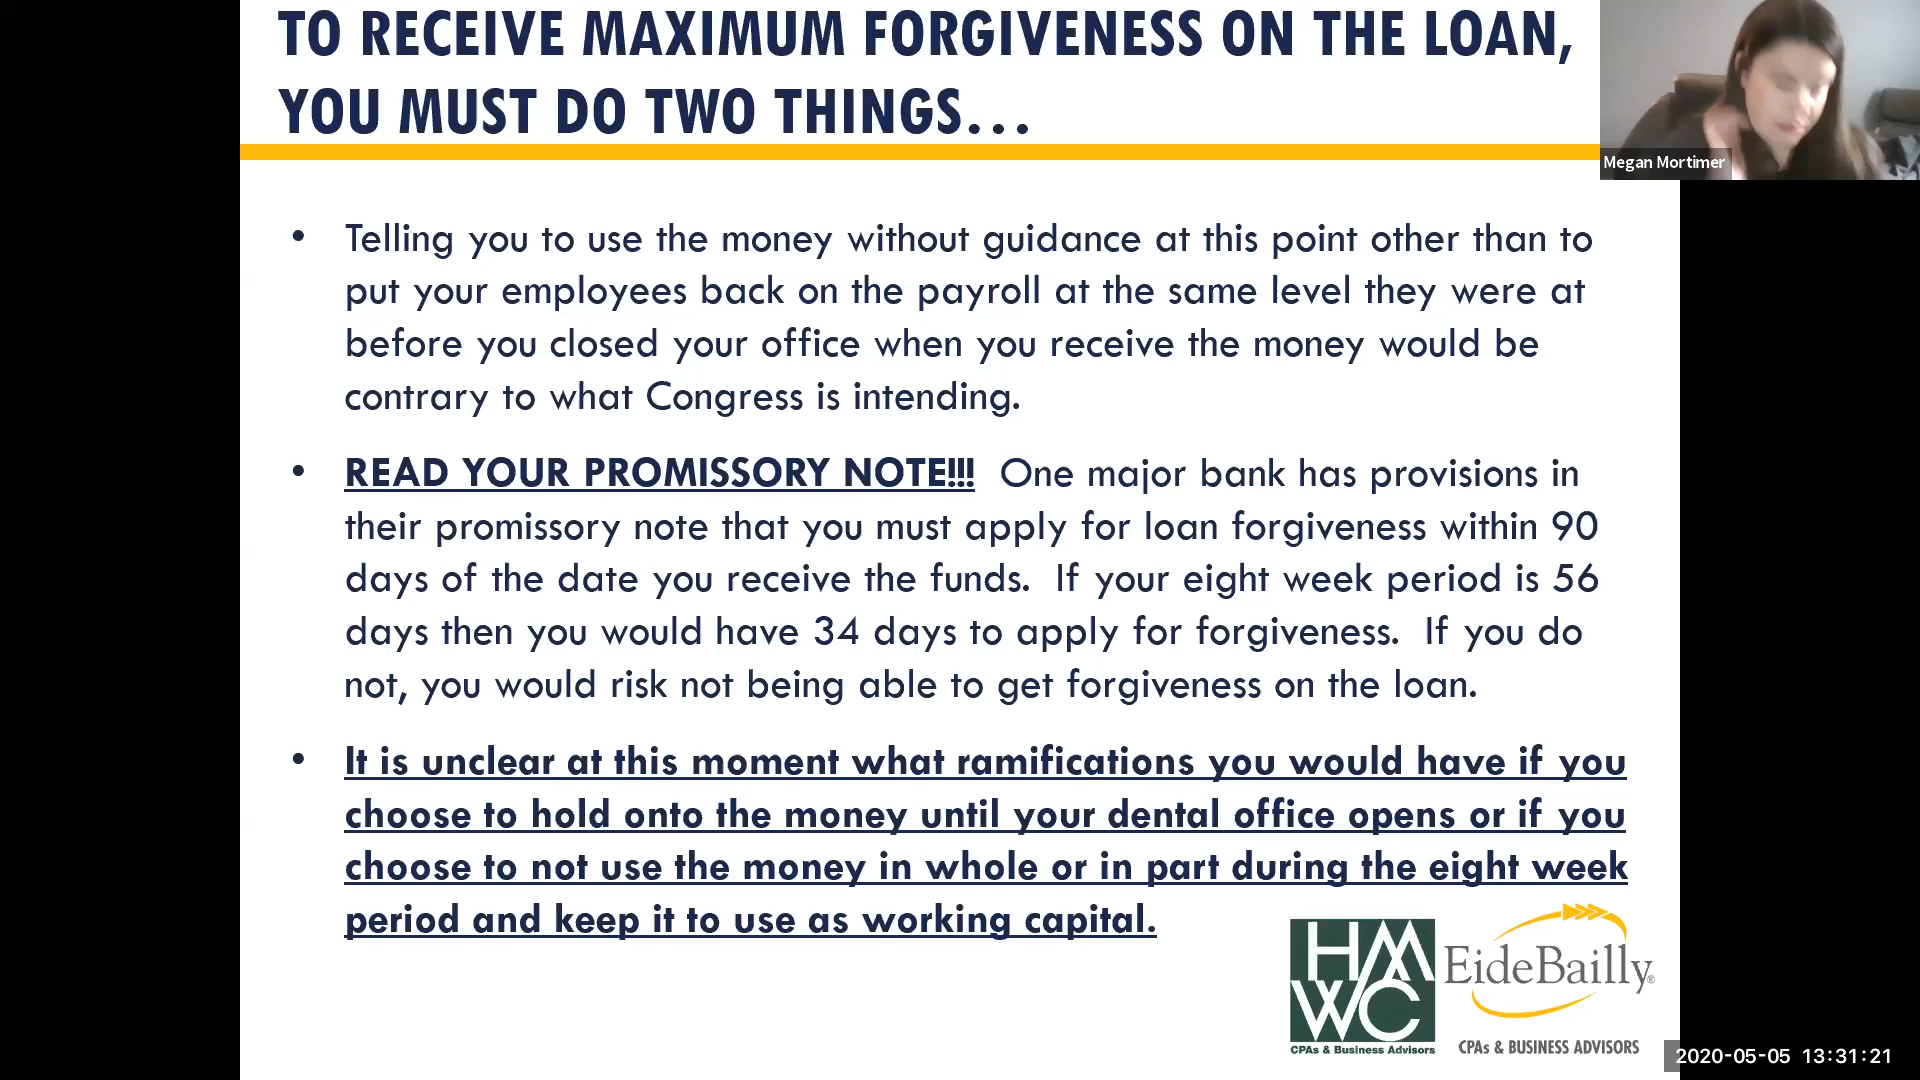 TO RECEIVE MAXIMUM FORGIVENESS ON THE LOAN,
YOU MUST DO TWO THINGS…
Megan Mortimer
• Telling you to use the money without guidance at this point other than to
put your employees back on the payroll at the same level they were at
before you closed your office when you receive the money would be
contrary to what Congress is intending.
• READ YOUR PROMISSORY NOTE!!! One major bank has provisions in
their promissory note that you must apply for loan forgiveness within 90
days of the date you receive the funds. If your eight week period is 56
days then you would have 34 days to apply for forgiveness. If you do
not, you would risk not being able to get forgiveness on the loan.
• It is unclear at this moment what ramifications you would have if you
choose to hold onto the money until your dental office opens or if you
choose to not use the money in whole or in part during the eight week
period and keep it to use as working capital.
HM
WC
CPAs & Business Advisors
EideBailly®
CPAs & BUSINESS ADVISORS
2020-05-05 13:31:21